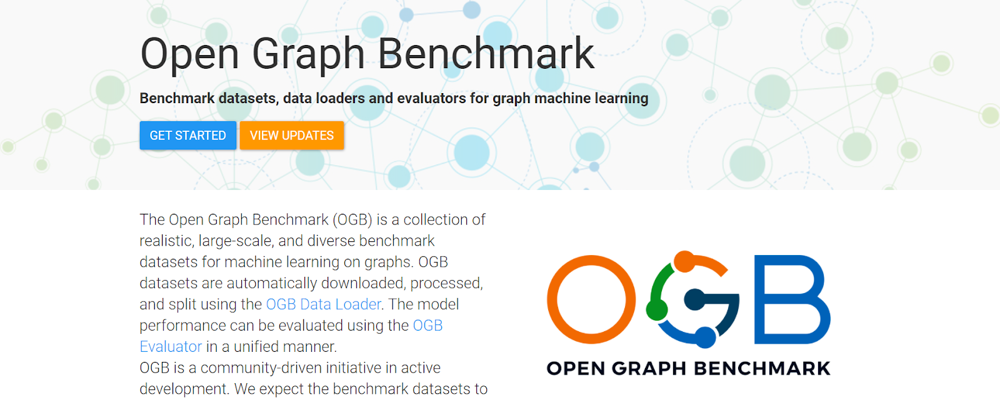 Open Graph Benchmark
Benchmark datasets, data loaders and evaluators for graph machine learning
GET STARTED VIEW UPDATES
The Open Graph Benchmark (OGB) is a collection of
realistic, large-scale, and diverse benchmark
datasets for machine learning on graphs. OGB
datasets are automatically downloaded, processed,
and split using the OGB Data Loader. The model
performance can be evaluated using the OGB
Evaluator in a unified manner.
OGB is a community-driven initiative in active
development. We expect the benchmark datasets to
OGB
OPEN GRAPH BENCHMARK